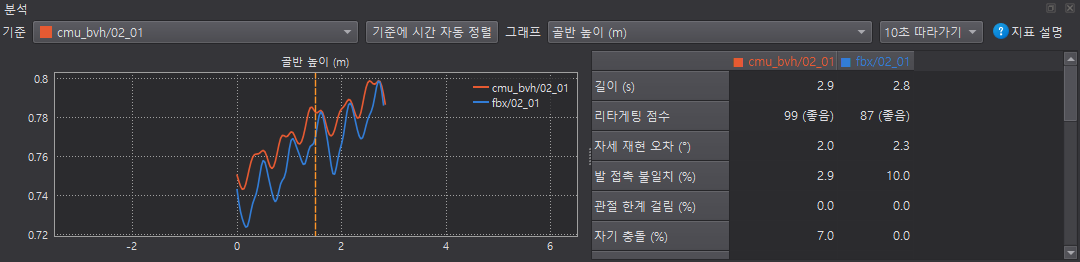 분석
기준 cmu_bvh/02_01 기준에 시간 자동 정렬 그래프 골반 높이 (m) 10초 따라가기 ? 지표 설명
골반 높이 (m)
0.8
0.78
0.76
0.74
0.72
-2 0 2 4 6
cmu_bvh/02_01
fbx/02_01
cmu_bvh/02_01 fbx/02_01
길이 (s) 2.9 2.8
리타게팅 점수 99 (좋음) 87 (좋음)
자세 재현 오차 (°) 2.0 2.3
발 접촉 불일치 (%) 2.9 10.0
관절 한계 걸림 (%) 0.0 0.0
자기 충돌 (%) 7.0 0.0